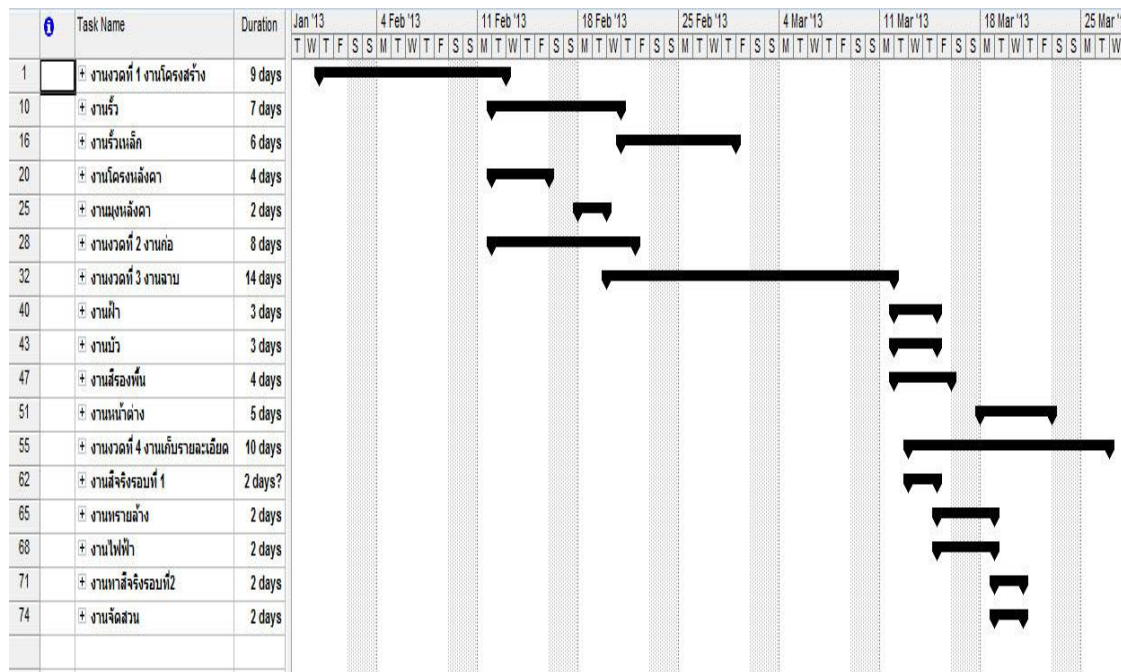 Task Name Duration Jan '13 4 Feb '13 11 Feb '13 18 Feb '13 25 Feb '13 4 Mar '13 11 Mar '13 18 Mar '13 25 Mar '1
T W T F S S M T W T F S S M T W T F S S M T W T F S S M T W T F S S M T W T F S S M T W T F S S M T W T F S S M T W
1 งานงวดที่ 1 งานโครงสร้าง 9 days
10 งานรั้ว 7 days
16 งานรั้วเหล็ก 6 days
20 งานโครงหลังคา 4 days
25 งานมุงหลังคา 2 days
28 งานงวดที่ 2 งานก่อ 8 days
32 งานงวดที่ 3 งานฉาบ 14 days
40 งานฝ้า 3 days
43 งานบัว 3 days
47 งานสีรองพื้น 4 days
51 งานหน้าต่าง 5 days
55 งานงวดที่ 4 งานเก็บรายละเอียด 10 days
62 งานสีจริงรอบที่ 1 2 days?
65 งานทรายล้าง 2 days
68 งานไฟฟ้า 2 days
71 งานทาสีจริงรอบที่2 2 days
74 งานจัดสวน 2 days